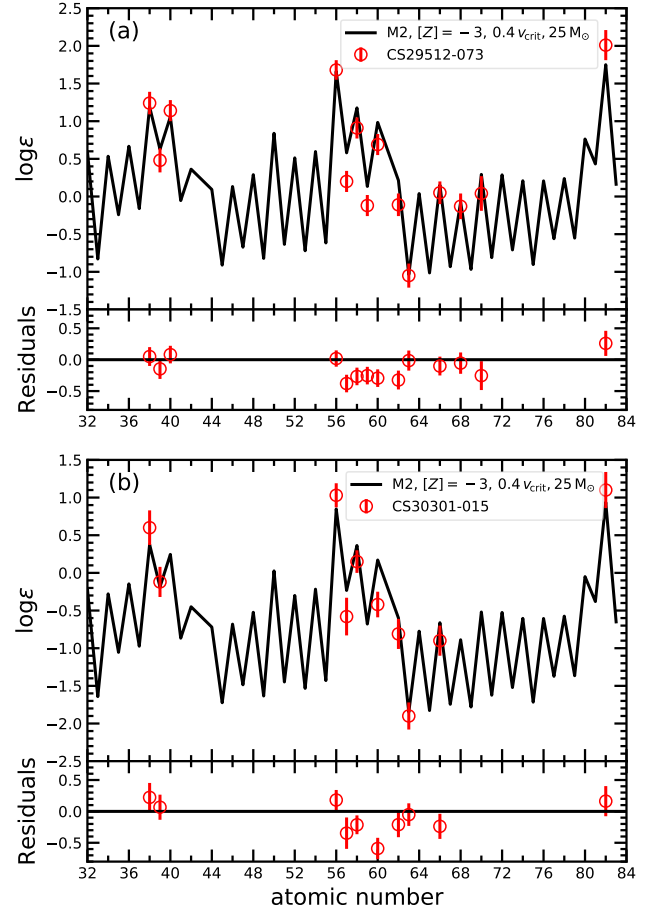 2.5
(a)
M2, [Z] = − 3, 0.4 v_crit, 25 M⊙
CS29512-073
2.0
1.5
1.0
0.5
0.0
−0.5
−1.0
−1.5
logε
0.5
0.0
−0.5
Residuals
32 36 40 44 48 52 56 60 64 68 72 76 80 84
1.5
(b)
M2, [Z] = − 3, 0.4 v_crit, 25 M⊙
CS30301-015
1.0
0.5
0.0
−0.5
−1.0
−1.5
−2.0
−2.5
logε
0.5
0.0
−0.5
Residuals
32 36 40 44 48 52 56 60 64 68 72 76 80 84
atomic number